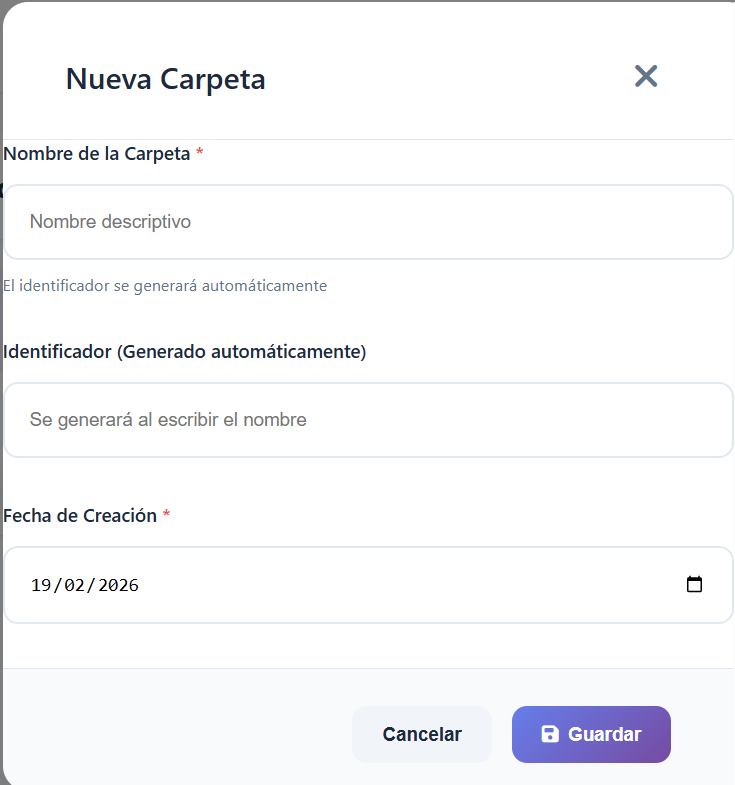 Nueva Carpeta
Nombre de la Carpeta *
Nombre descriptivo
El identificador se generará automáticamente
Identificador (Generado automáticamente)
Se generará al escribir el nombre
Fecha de Creación *
19/02/2026
Cancelar
Guardar